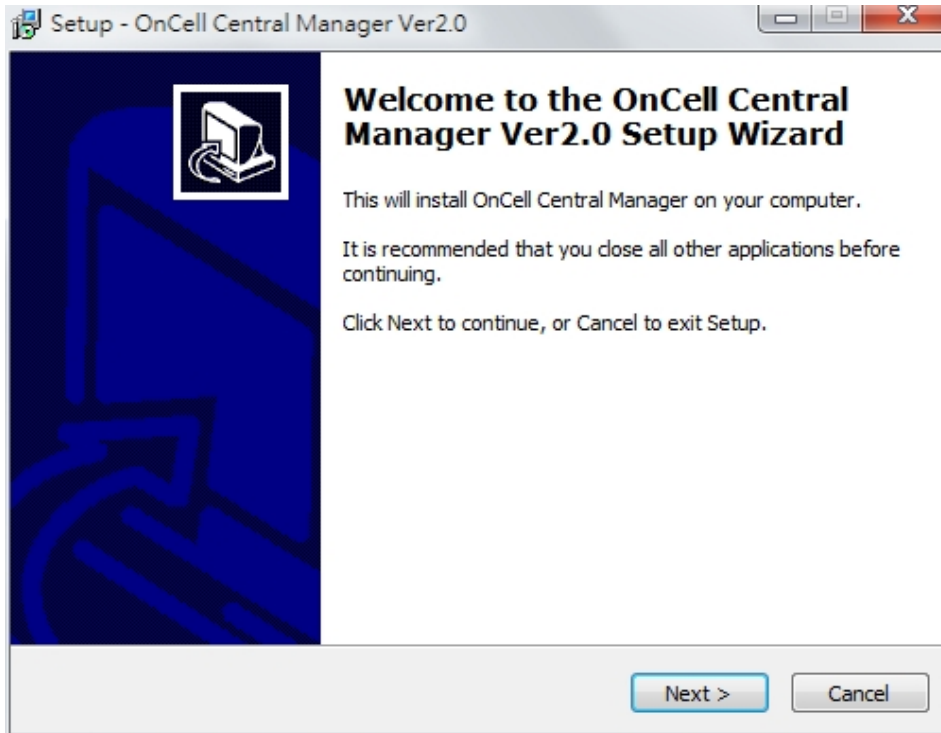 Setup - OnCell Central Manager Ver2.0
Welcome to the OnCell Central
Manager Ver2.0 Setup Wizard
This will install OnCell Central Manager on your computer.
It is recommended that you close all other applications before
continuing.
Click Next to continue, or Cancel to exit Setup.
Next >
Cancel